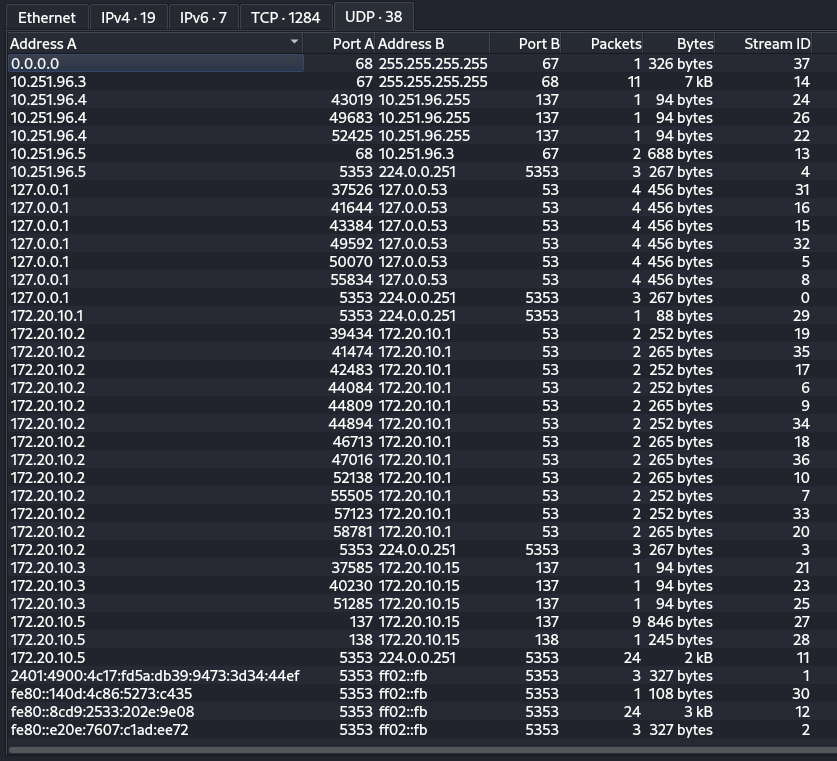 Ethernet IPv4 · 19 IPv6 · 7 TCP · 1284 UDP · 38
Address A Port A Address B Port B Packets Bytes Stream ID
0.0.0.0 68 255.255.255.255 67 1 326 bytes 37
10.251.96.3 67 255.255.255.255 68 11 7 kB 14
10.251.96.4 43019 10.251.96.255 137 1 94 bytes 24
10.251.96.4 49683 10.251.96.255 137 1 94 bytes 26
10.251.96.4 52425 10.251.96.255 137 1 94 bytes 22
10.251.96.5 68 10.251.96.3 67 2 688 bytes 13
10.251.96.5 5353 224.0.0.251 5353 3 267 bytes 4
127.0.0.1 37526 127.0.0.53 53 4 456 bytes 31
127.0.0.1 41644 127.0.0.53 53 4 456 bytes 16
127.0.0.1 43384 127.0.0.53 53 4 456 bytes 15
127.0.0.1 49592 127.0.0.53 53 4 456 bytes 32
127.0.0.1 50070 127.0.0.53 53 4 456 bytes 5
127.0.0.1 55834 127.0.0.53 53 4 456 bytes 8
127.0.0.1 5353 224.0.0.251 5353 3 267 bytes 0
172.20.10.1 5353 224.0.0.251 5353 1 88 bytes 29
172.20.10.2 39434 172.20.10.1 53 2 252 bytes 19
172.20.10.2 41474 172.20.10.1 53 2 265 bytes 35
172.20.10.2 42483 172.20.10.1 53 2 252 bytes 17
172.20.10.2 44084 172.20.10.1 53 2 252 bytes 6
172.20.10.2 44809 172.20.10.1 53 2 265 bytes 9
172.20.10.2 44894 172.20.10.1 53 2 252 bytes 34
172.20.10.2 46713 172.20.10.1 53 2 265 bytes 18
172.20.10.2 47016 172.20.10.1 53 2 265 bytes 36
172.20.10.2 52138 172.20.10.1 53 2 265 bytes 10
172.20.10.2 55505 172.20.10.1 53 2 252 bytes 7
172.20.10.2 57123 172.20.10.1 53 2 252 bytes 33
172.20.10.2 58781 172.20.10.1 53 2 265 bytes 20
172.20.10.2 5353 224.0.0.251 5353 3 267 bytes 3
172.20.10.3 37585 172.20.10.15 137 1 94 bytes 21
172.20.10.3 40230 172.20.10.15 137 1 94 bytes 23
172.20.10.3 51285 172.20.10.15 137 1 94 bytes 25
172.20.10.5 137 172.20.10.15 137 9 846 bytes 27
172.20.10.5 138 172.20.10.15 138 1 245 bytes 28
172.20.10.5 5353 224.0.0.251 5353 24 2 kB 11
2401:4900:4c17:fd5a:db39:9473:3d34:44ef 5353 ff02::fb 5353 3 327 bytes 1
fe80::140d:4c86:5273:c435 5353 ff02::fb 5353 1 108 bytes 30
fe80::8cd9:2533:202e:9e08 5353 ff02::fb 5353 24 3 kB 12
fe80::e20e:7607:c1ad:ee72 5353 ff02::fb 5353 3 327 bytes 2